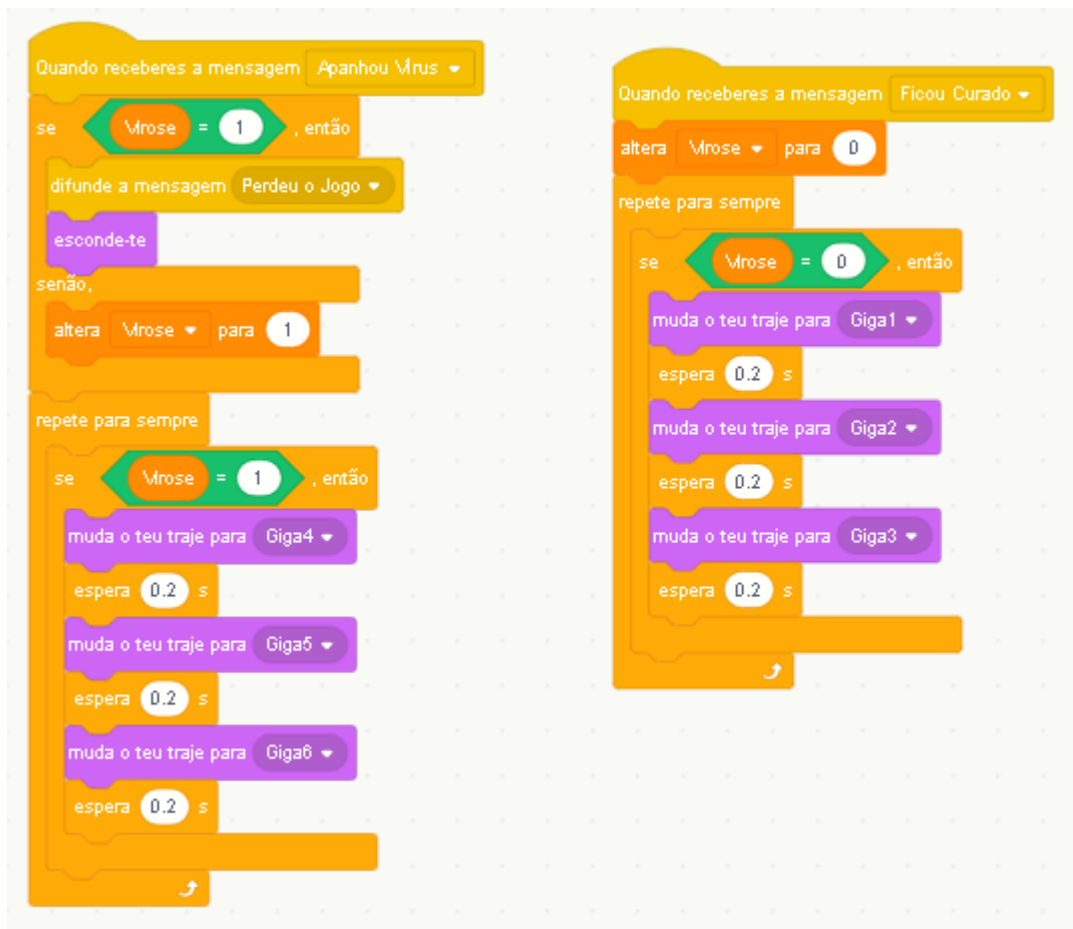 Quando receberes a mensagem Apanhou Virus
se Virose = 1 , então
difunde a mensagem Perdeu o Jogo
esconde-te
senão,
altera Virose para 1
repete para sempre
se Virose = 1 , então
muda o teu traje para Giga4
espera 0.2 s
muda o teu traje para Giga5
espera 0.2 s
muda o teu traje para Giga6
espera 0.2 s
Quando receberes a mensagem Ficou Curado
altera Virose para 0
repete para sempre
se Virose = 0 , então
muda o teu traje para Giga1
espera 0.2 s
muda o teu traje para Giga2
espera 0.2 s
muda o teu traje para Giga3
espera 0.2 s